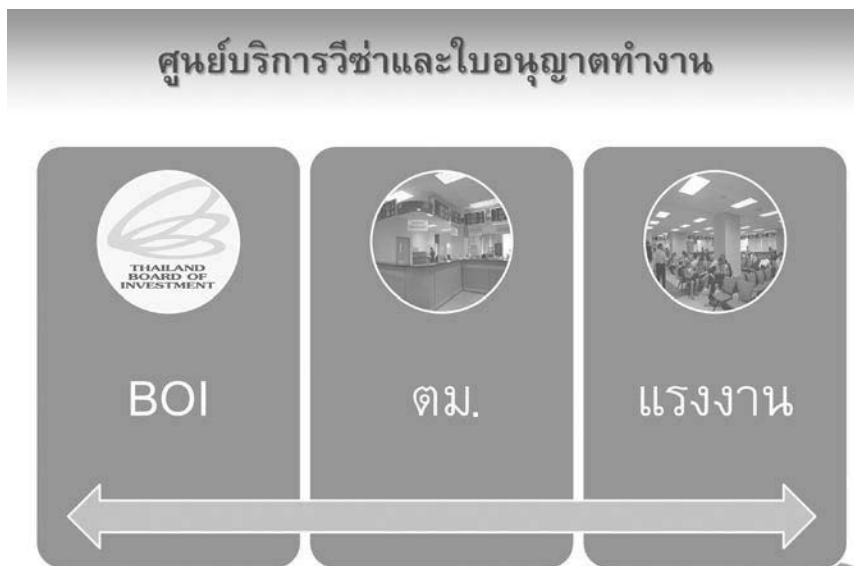 ศูนย์บริการวีซ่าและใบอนุญาตทำงาน
THAILAND
BOARD OF
INVESTMENT
BOI
ตม.
แรงงาน